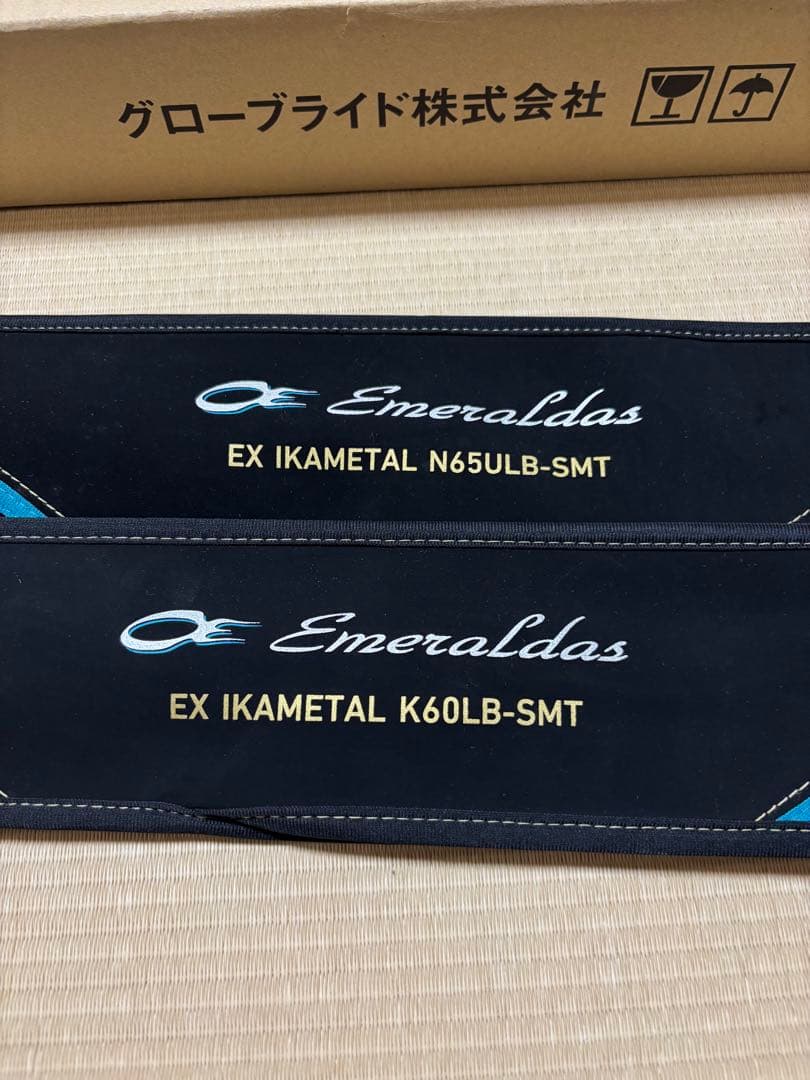 グローブライド株式会社
Emeraldas
EX IKAMETAL N65ULB-SMT
Emeraldas
EX IKAMETAL K60LB-SMT